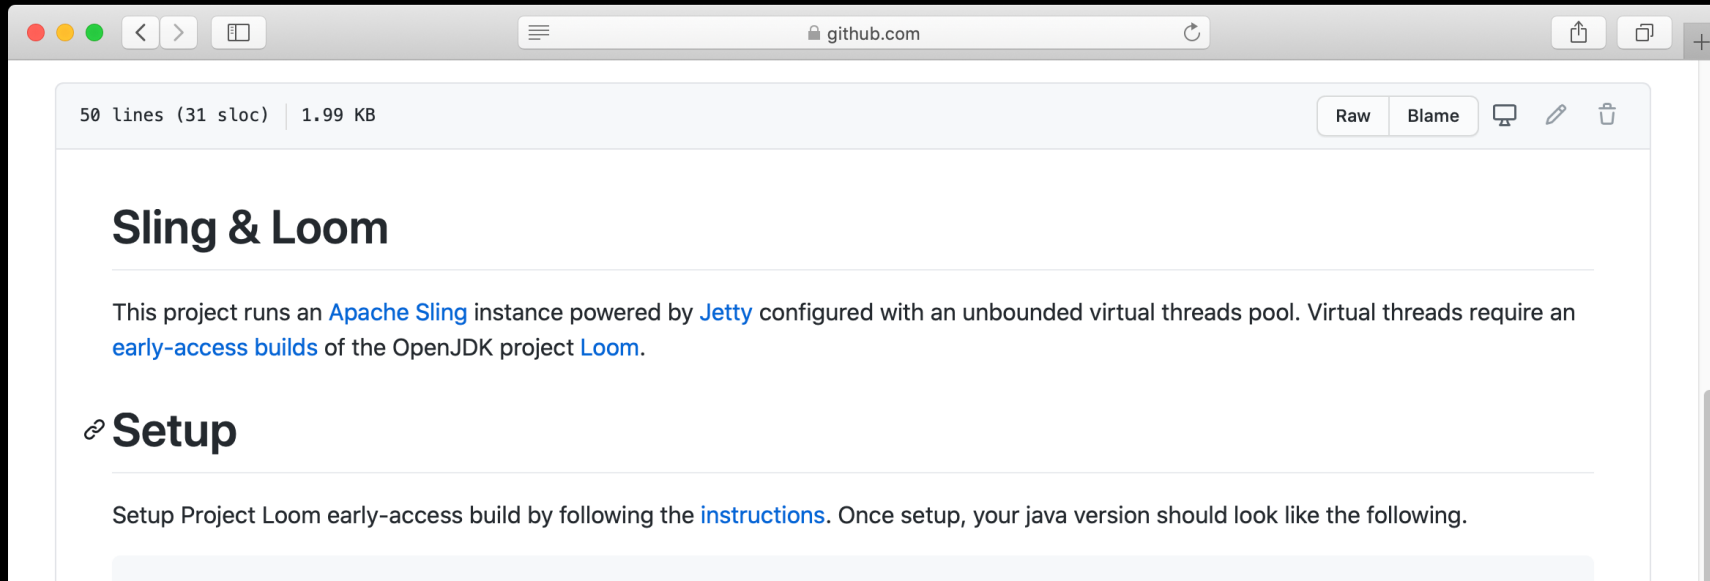 github.com
50 lines (31 sloc) 1.99 KB
Raw Blame
Sling & Loom
This project runs an Apache Sling instance powered by Jetty configured with an unbounded virtual threads pool. Virtual threads require an
early-access builds of the OpenJDK project Loom.
Setup
Setup Project Loom early-access build by following the instructions. Once setup, your java version should look like the following.